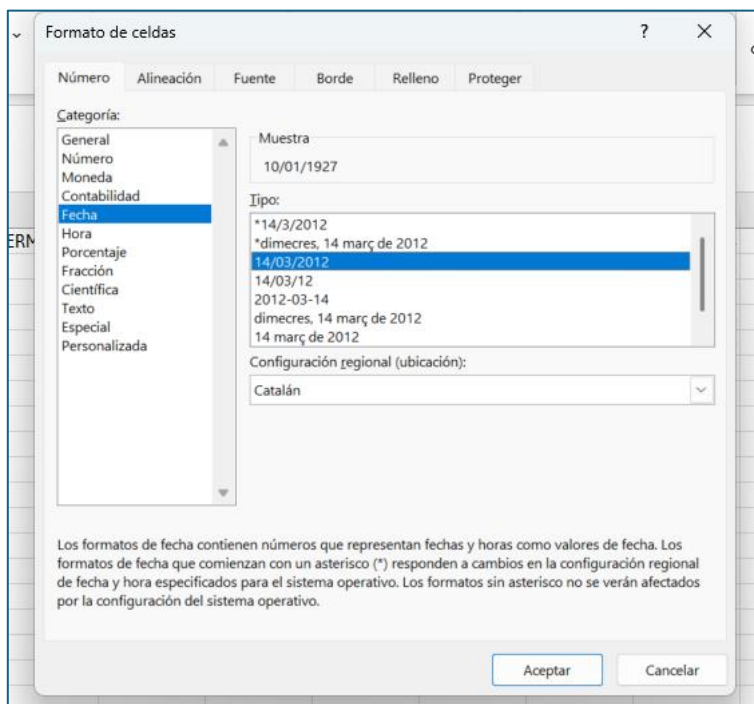 Formato de celdas
Número Alineación Fuente Borde Relleno Proteger
Categoría:
General
Número
Moneda
Contabilidad
Fecha
Hora
Porcentaje
Fracción
Científica
Texto
Especial
Personalizada
Muestra
10/01/1927
Tipo:
*14/3/2012
*dimecres, 14 març de 2012
14/03/2012
14/03/12
2012-03-14
dimecres, 14 març de 2012
14 març de 2012
Configuración regional (ubicación):
Catalán
Los formatos de fecha contienen números que representan fechas y horas como valores de fecha. Los
formatos de fecha que comienzan con un asterisco (*) responden a cambios en la configuración regional
de fecha y hora especificados para el sistema operativo. Los formatos sin asterisco no se verán afectados
por la configuración del sistema operativo.
Aceptar Cancelar